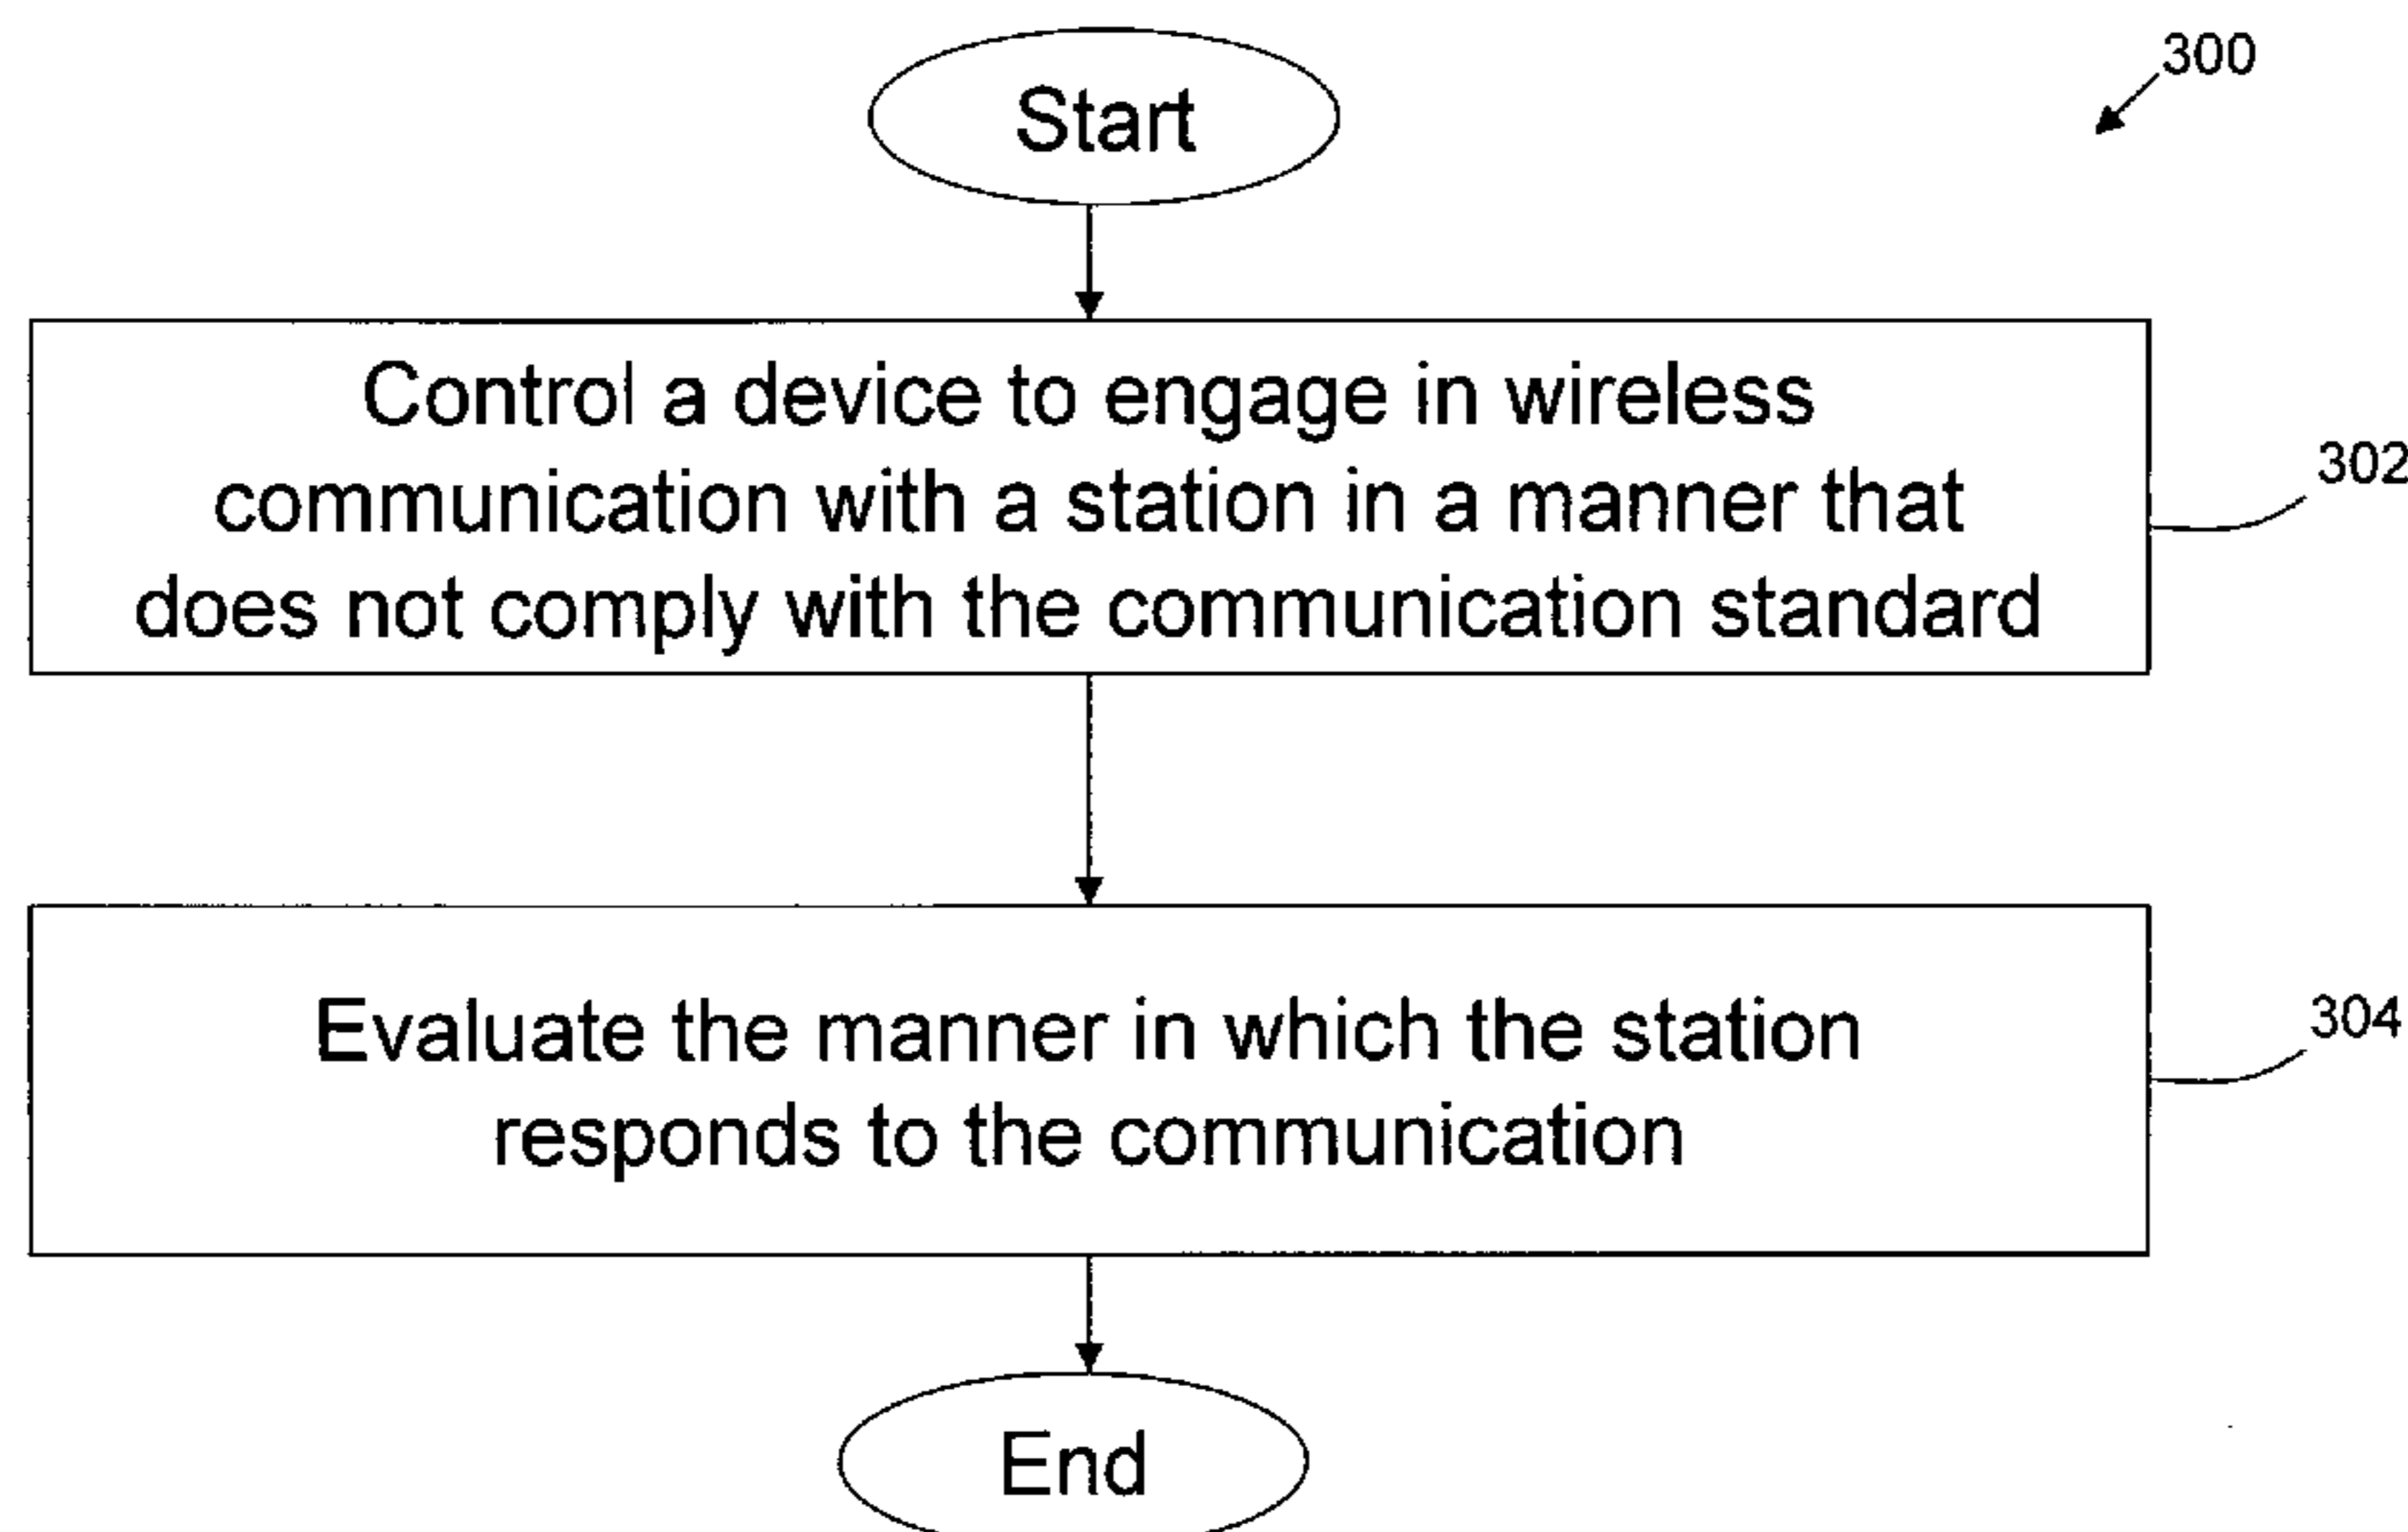 Start
300
Control a device to engage in wireless
communication with a station in a manner that
does not comply with the communication standard
302
Evaluate the manner in which the station
responds to the communication
304
End